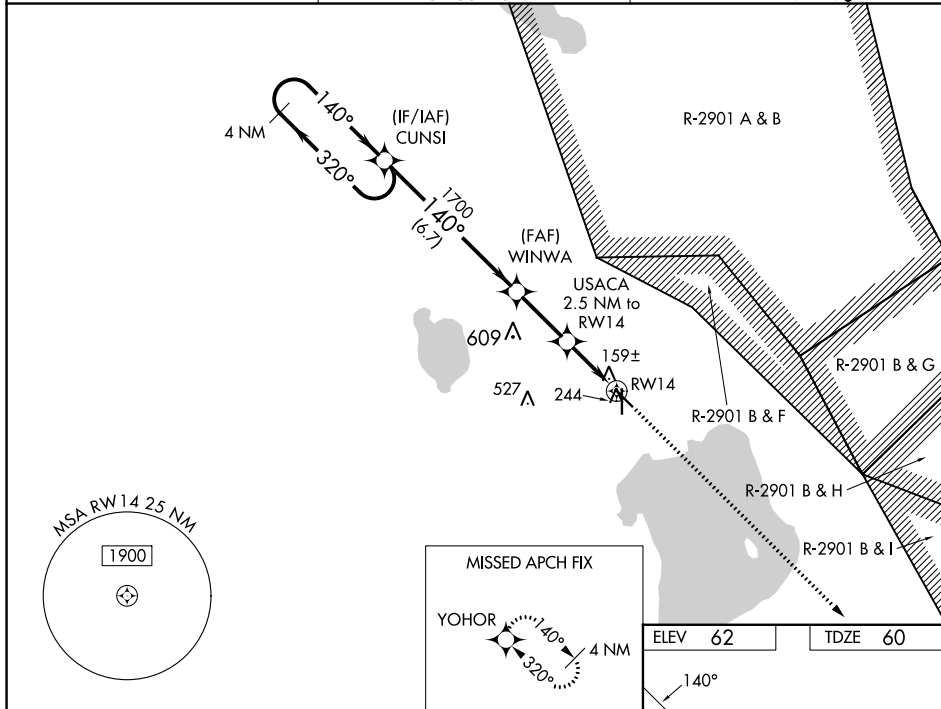 R-2901 A & B
140°
(IF/IAF)
CUNSI
4 NM
320°
1700
140°
(6.7)
(FAF)
WINWA
USACA
2.5 NM to
RW14
609
159±
R-2901 B & G
527
244
RW14
R-2901 B & F
R-2901 B & H
MSA RW14 25 NM
1900
R-2901 B & I
MISSED APCH FIX
YOHOR
140°
4 NM
320°
ELEV 62
TDZE 60
140°